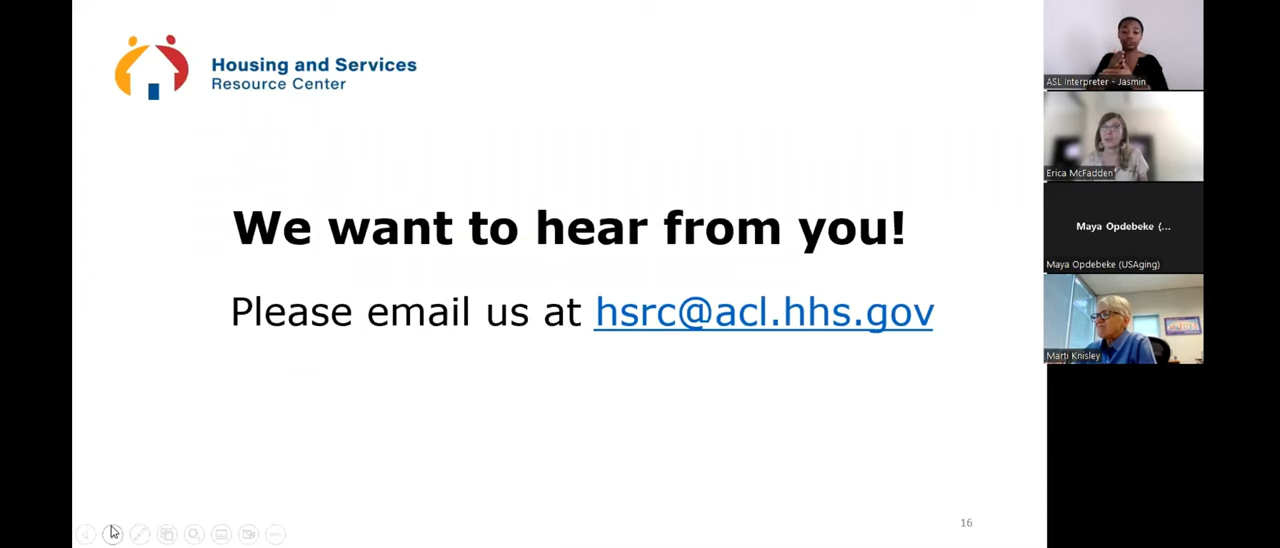 Housing and Services
Resource Center
We want to hear from you!
Please email us at hsrc@acl.hhs.gov
16
ASL Interpreter - Jasmin
Erica McFadden
Maya Opdebeke (...
Maya Opdebeke (USAging)
Marti Knisley